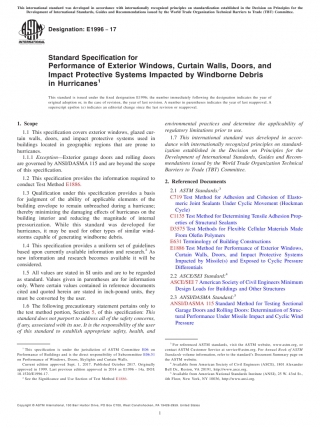 This international standard was developed in accordance with internationally recognized principles on standardization established in the Decision on Principles for the
Development of International Standards, Guides and Recommendations issued by the World Trade Organization Technical Barriers to Trade (TBT) Committee.
Designation: E1996 − 17
Standard Specification for
Performance of Exterior Windows, Curtain Walls, Doors, and
Impact Protective Systems Impacted by Windborne Debris
in Hurricanes¹
This standard is issued under the fixed designation E1996; the number immediately following the designation indicates the year of
original adoption or, in the case of revision, the year of last revision. A number in parentheses indicates the year of last reapproval. A
superscript epsilon (ε) indicates an editorial change since the last revision or reapproval.
1. Scope
1.1 This specification covers exterior windows, glazed cur-
tain walls, doors, and impact protective systems used in
buildings located in geographic regions that are prone to
hurricanes.
1.1.1 Exception—Exterior garage doors and rolling doors
are governed by ANSI/DASMA 115 and are beyond the scope
of this specification.
1.2 This specification provides the information required to
conduct Test Method E1886.
1.3 Qualification under this specification provides a basis
for judgment of the ability of applicable elements of the
building envelope to remain unbreached during a hurricane;
thereby minimizing the damaging effects of hurricanes on the
building interior and reducing the magnitude of internal
pressurization. While this standard was developed for
hurricanes, it may be used for other types of similar wind-
storms capable of generating windborne debris.
1.4 This specification provides a uniform set of guidelines
based upon currently available information and research.² As
new information and research becomes available it will be
considered.
1.5 All values are stated in SI units and are to be regarded
as standard. Values given in parentheses are for information
only. Where certain values contained in reference documents
cited and quoted herein are stated in inch-pound units, they
must be converted by the user.
1.6 The following precautionary statement pertains only to
the test method portion, Section 5, of this specification: This
standard does not purport to address all of the safety concerns,
if any, associated with its use. It is the responsibility of the user
of this standard to establish appropriate safety, health, and
¹ This specification is under the jurisdiction of ASTM Committee E06 on
Performance of Buildings and is the direct responsibility of Subcommittee E06.51
on Performance of Windows, Doors, Skylights and Curtain Walls.
Current edition approved Sept. 1, 2017. Published October 2017. Originally
approved in 1999. Last previous edition approved in 2014 as E1996 – 14a. DOI:
10.1520/E1996-17.
² See the Significance and Use Section of Test Method E1886.
environmental practices and determine the applicability of
regulatory limitations prior to use.
1.7 This international standard was developed in accor-
dance with internationally recognized principles on standard-
ization established in the Decision on Principles for the
Development of International Standards, Guides and Recom-
mendations issued by the World Trade Organization Technical
Barriers to Trade (TBT) Committee.
2. Referenced Documents
2.1 ASTM Standards:³
C719 Test Method for Adhesion and Cohesion of Elasto-
meric Joint Sealants Under Cyclic Movement (Hockman
Cycle)
C1135 Test Method for Determining Tensile Adhesion Prop-
erties of Structural Sealants
D3575 Test Methods for Flexible Cellular Materials Made
From Olefin Polymers
E631 Terminology of Building Constructions
E1886 Test Method for Performance of Exterior Windows,
Curtain Walls, Doors, and Impact Protective Systems
Impacted by Missile(s) and Exposed to Cyclic Pressure
Differentials
2.2 ASCE/SEI Standard:⁴
ASCE/SEI 7 American Society of Civil Engineers Minimum
Design Loads for Buildings and Other Structures
2.3 ANSI/DASMA Standard:⁵
ANSI/DASMA 115 Standard Method for Testing Sectional
Garage Doors and Rolling Doors: Determination of Struc-
tural Performance Under Missile Impact and Cyclic Wind
Pressure
³ For referenced ASTM standards, visit the ASTM website, www.astm.org, or
contact ASTM Customer Service at service@astm.org. For Annual Book of ASTM
Standards volume information, refer to the standard's Document Summary page on
the ASTM website.
⁴ Available from American Society of Civil Engineers (ASCE), 1801 Alexander
Bell Dr., Reston, VA 20191, http://www.asce.org.
⁵ Available from American National Standards Institute (ANSI), 25 W. 43rd St.,
4th Floor, New York, NY 10036, http://www.ansi.org.
Copyright © ASTM International, 100 Barr Harbor Drive, PO Box C700, West Conshohocken, PA 19428-2959. United States
1